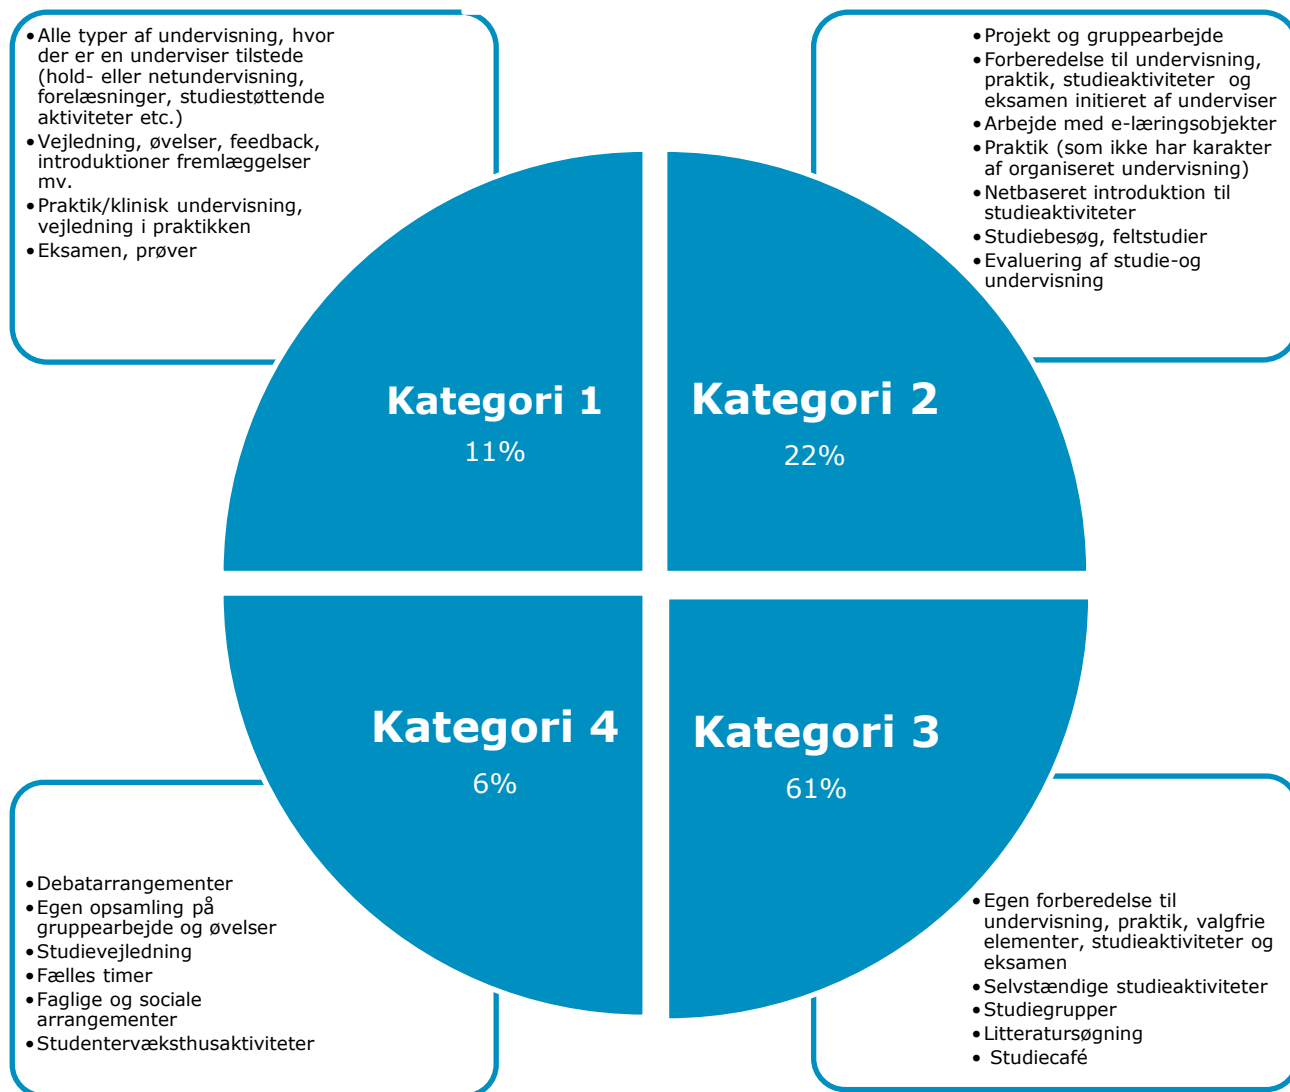 •Alle typer af undervisning, hvor
der er en underviser tilstede
(hold- eller netundervisning,
forelæsninger, studiestøttende
aktiviteter etc.)
•Vejledning, øvelser, feedback,
introduktioner fremlæggelser
mv.
•Praktik/klinisk undervisning,
vejledning i praktikken
•Eksamen, prøver
•Projekt og gruppearbejde
•Forberedelse til undervisning,
praktik, studieaktiviteter og
eksamen initieret af underviser
•Arbejde med e-læringsobjekter
•Praktik (som ikke har karakter
af organiseret undervisning)
•Netbaseret introduktion til
studieaktiviteter
•Studiebesøg, feltstudier
•Evaluering af studie-og
undervisning
Kategori 1
11%
Kategori 2
22%
Kategori 4
6%
Kategori 3
61%
•Debatarrangementer
•Egen opsamling på
gruppearbejde og øvelser
•Studievejledning
•Fælles timer
•Faglige og sociale
arrangementer
•Studentervæksthusaktiviteter
•Egen forberedelse til
undervisning, praktik, valgfrie
elementer, studieaktiviteter og
eksamen
•Selvstændige studieaktiviteter
•Studiegrupper
•Litteratursøgning
• Studiecafé